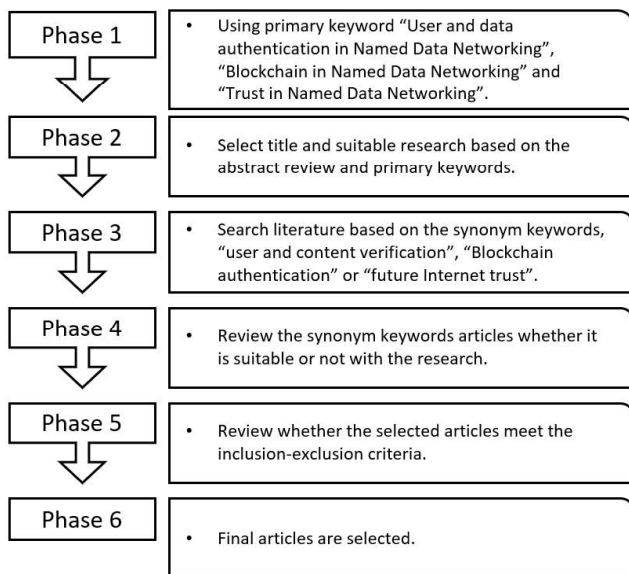 Phase 1
• Using primary keyword “User and data
authentication in Named Data Networking”,
“Blockchain in Named Data Networking” and
“Trust in Named Data Networking”.
Phase 2
• Select title and suitable research based on the
abstract review and primary keywords.
Phase 3
• Search literature based on the synonym keywords,
“user and content verification”, “Blockchain
authentication” or “future Internet trust”.
Phase 4
• Review the synonym keywords articles whether it
is suitable or not with the research.
Phase 5
• Review whether the selected articles meet the
inclusion-exclusion criteria.
Phase 6
• Final articles are selected.